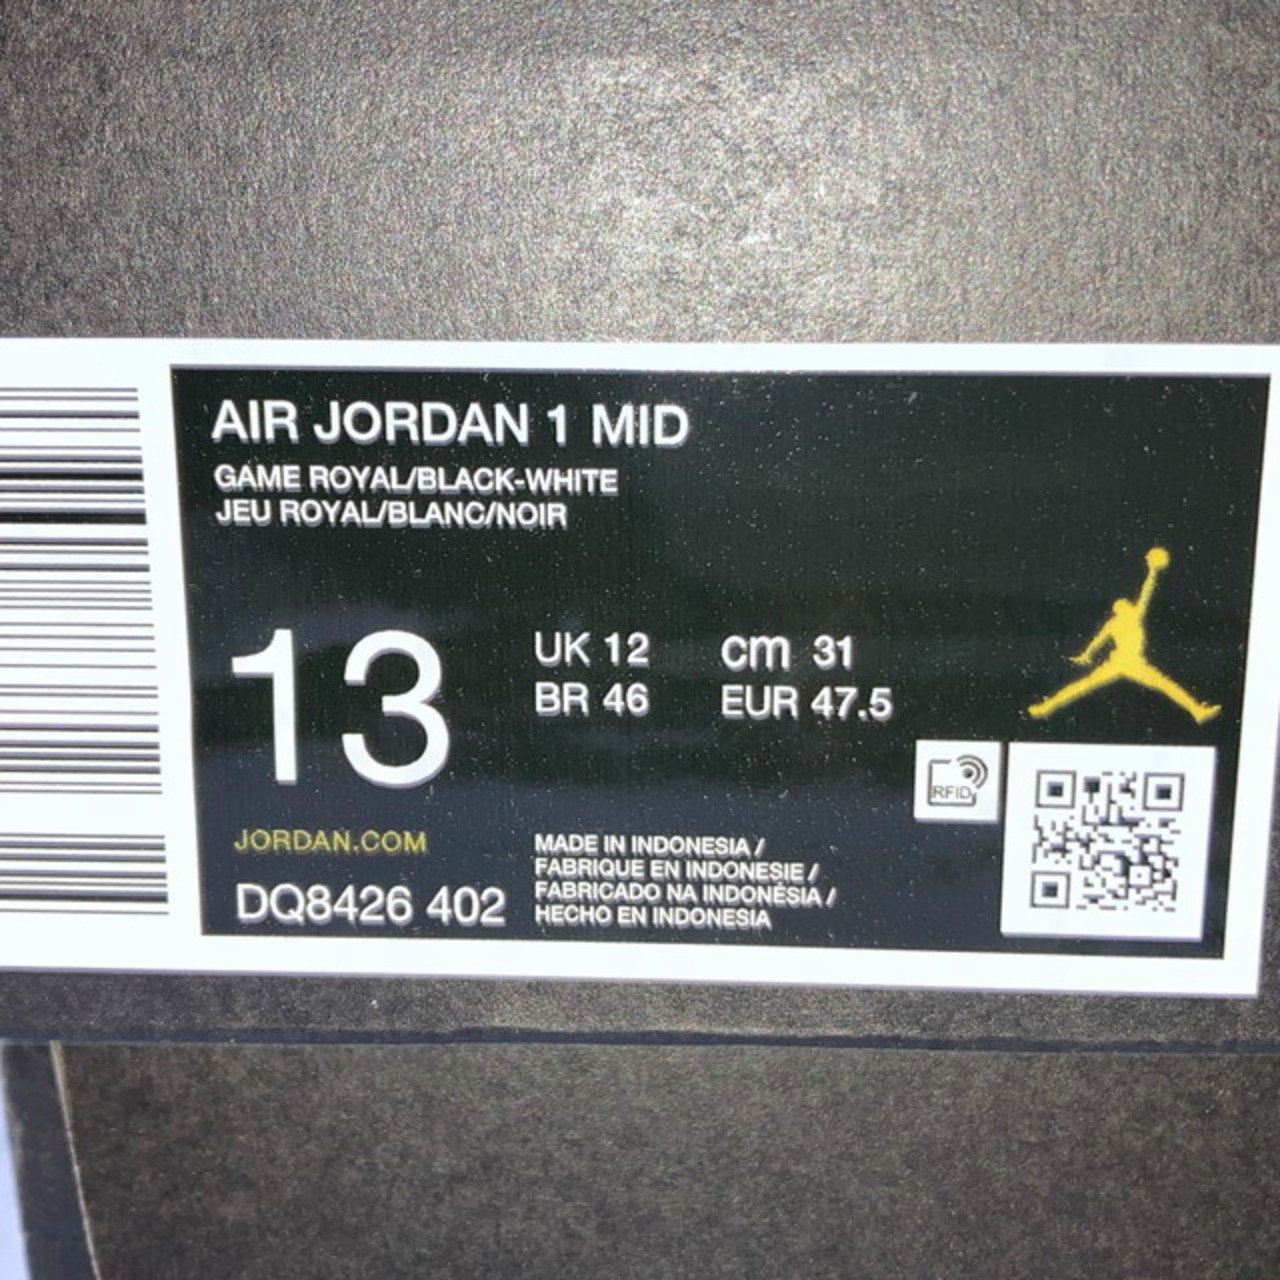 AIR JORDAN 1 MID
GAME ROYAL/BLACK-WHITE
JEU ROYAL/BLANC/NOIR
13
UK 12
cm 31
BR 46
EUR 47.5
RFID
JORDAN.COM
DQ8426 402
MADE IN INDONESIA /
FABRIQUE EN INDONESIE /
FABRICADO NA INDONÉSIA /
HECHO EN INDONESIA